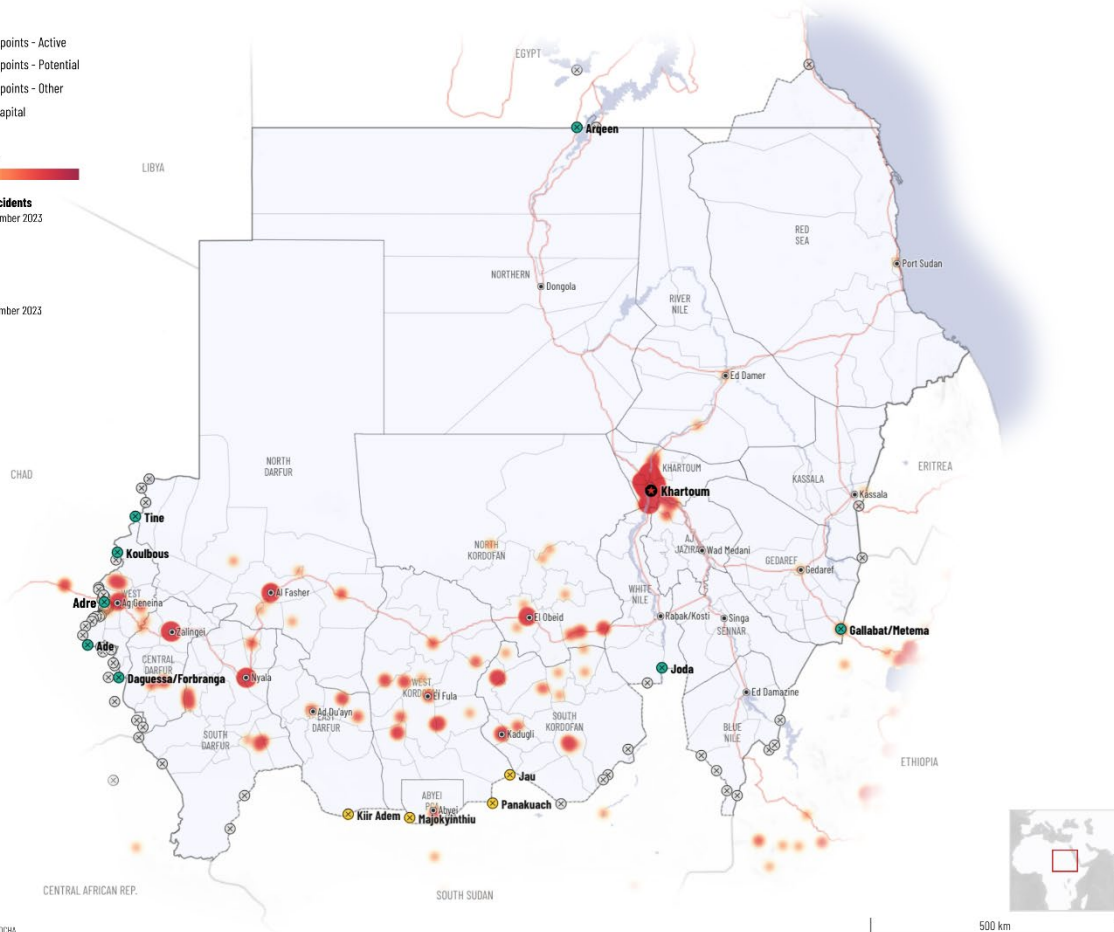 points - Active
points - Potential
points - Other
apital
cidents
mber 2023
mber 2023
EGYPT
Arqeen
LIBYA
RED
SEA
Port Sudan
NORTHERN
Dongola
RIVER
NILE
Ed Damer
CHAD
NORTH
DARFUR
KHARTOUM
Khartoum
KASSALA
Kassala
ERITREA
Tine
Koulbous
NORTH
KORDOFAN
AJ
JAZIRA
Wad Medani
GEDAREF
Gedaref
WEST
Adre
Ag Geneina
Al Fasher
WHITE
NILE
El Obeid
Rabak/Kosti
Singa
SENNAR
Gallabat/Metema
Zalingei
Ade
CENTRAL
DARFUR
Daguessa/Forbranga
Nyala
Joda
WEST
KORDOFAN
El Fula
Ed Damazine
Ad Du'ayn
EAST
DARFUR
SOUTH
KORDOFAN
Kadugli
SOUTH
DARFUR
BLUE
NILE
ETHIOPIA
Jau
ABYEI
PCA
Abyei
Panakuach
Kiir Adem
Majokyinthiu
CENTRAL AFRICAN REP.
SOUTH SUDAN
500 km
OCHA